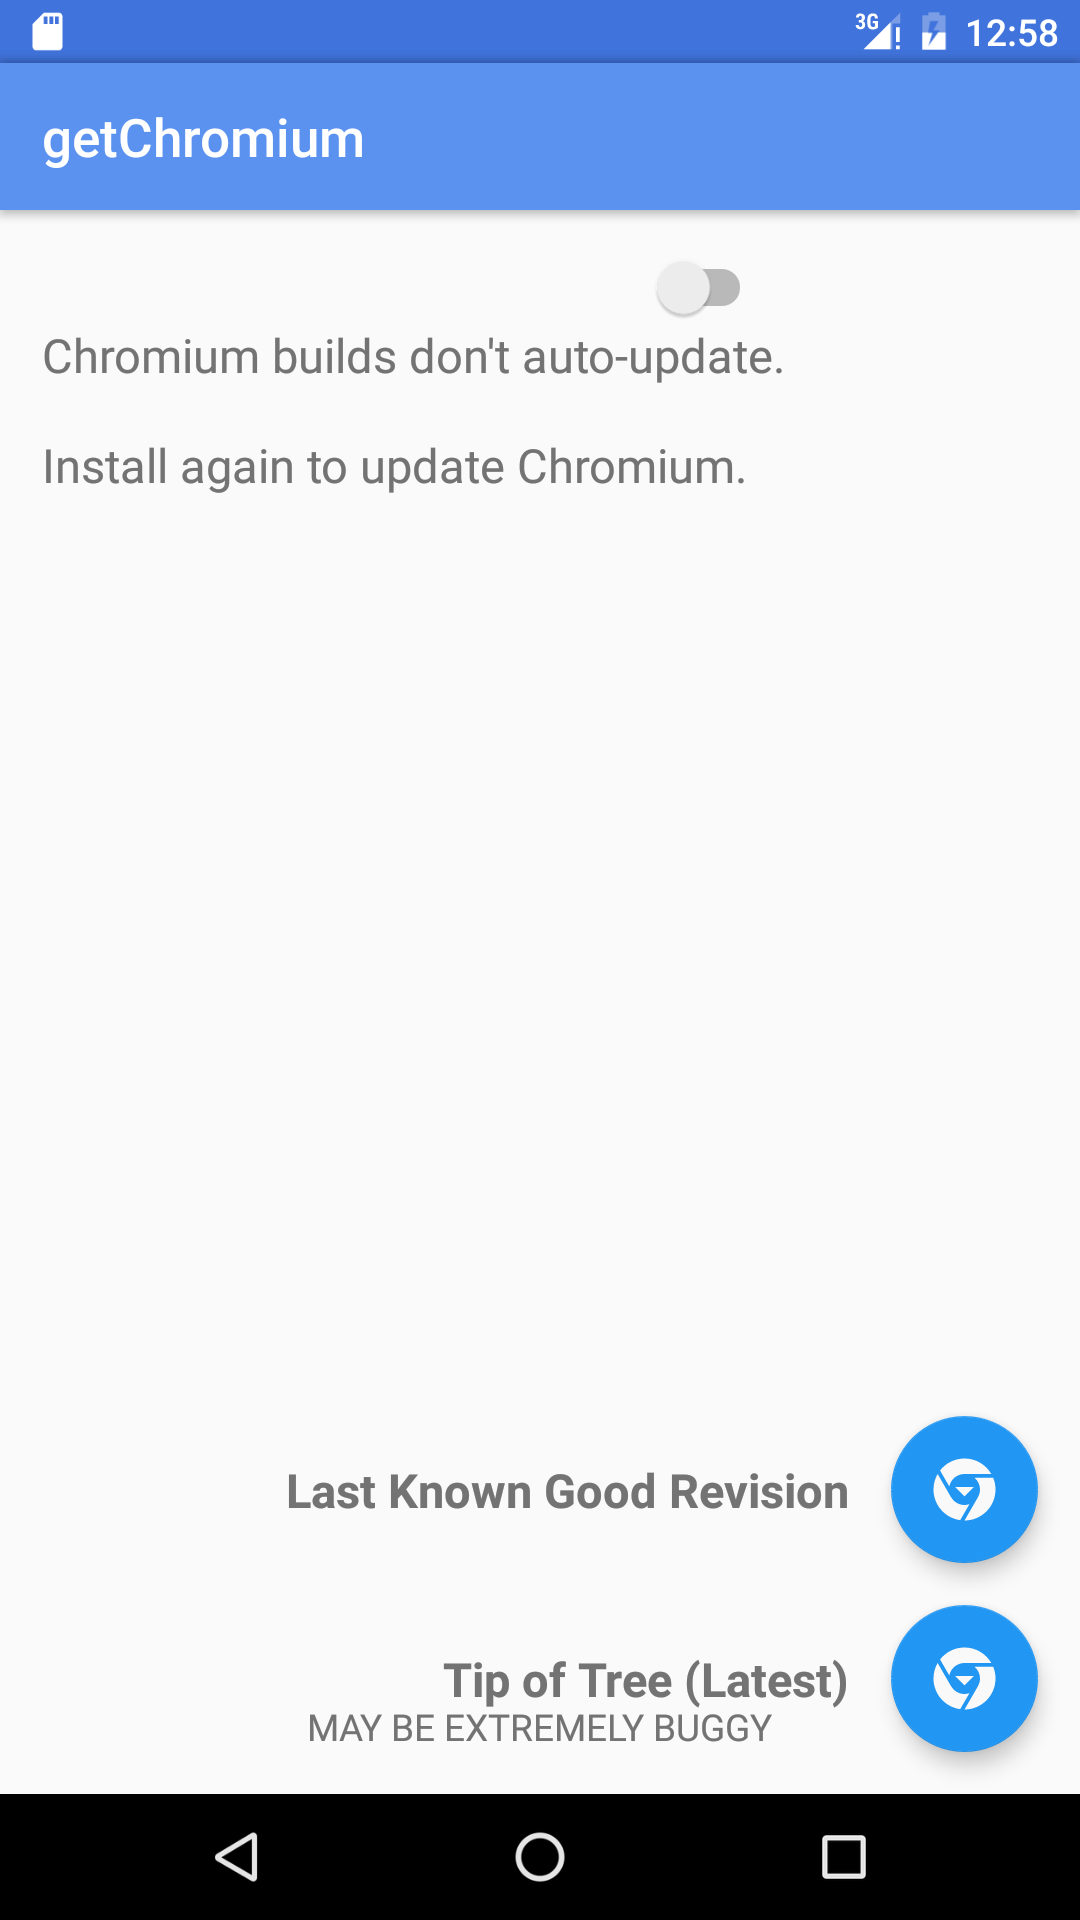 3G 12:58
getChromium
Chromium builds don't auto-update.
Install again to update Chromium.
Last Known Good Revision
Tip of Tree (Latest)
MAY BE EXTREMELY BUGGY